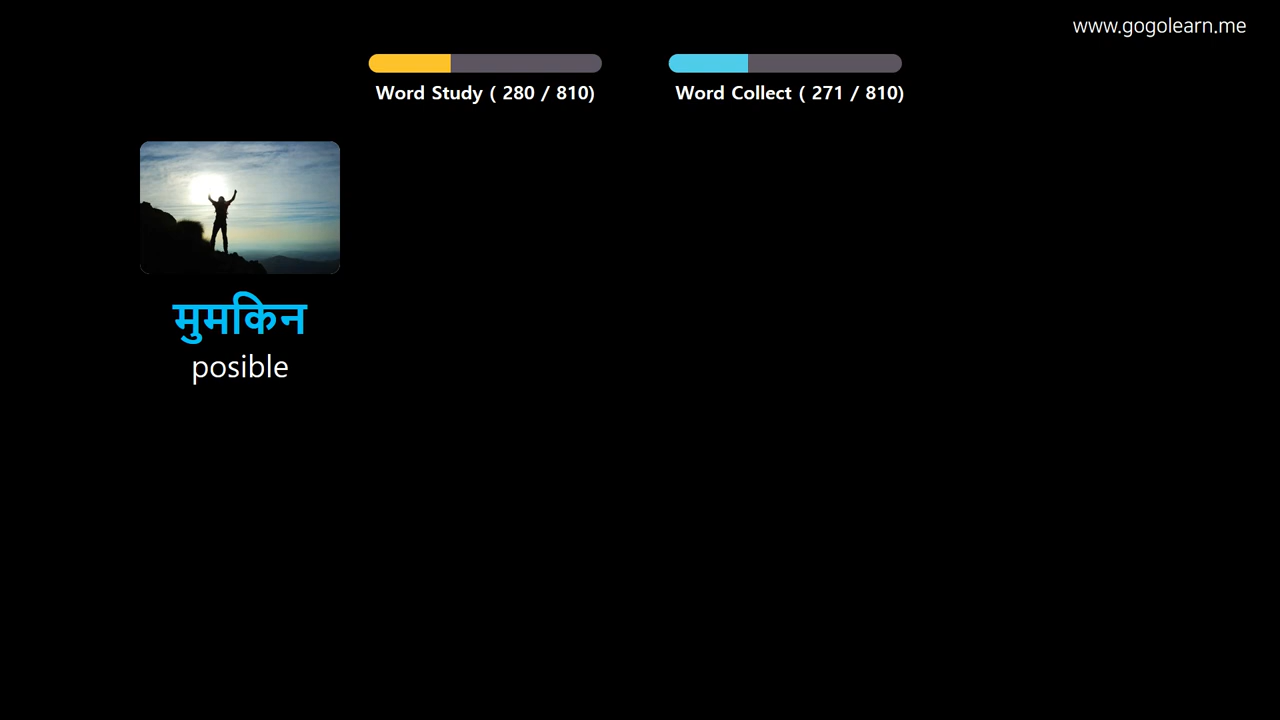 www.gogolearn.me
Word Study ( 280 / 810)
Word Collect ( 271 / 810)
मुमकिन
posible